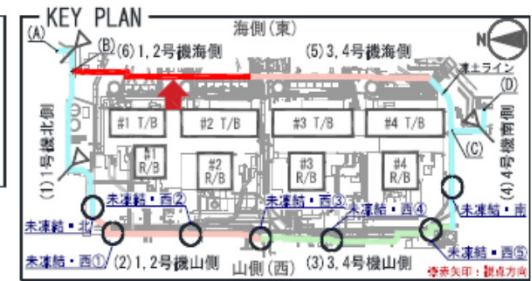 KEY PLAN
海側(東)
N
(A)
(B)
(6)1,2号機海側
(5)3,4号機海側
凍土ライン
(D)
#1 T/B
#2 T/B
#3 T/B
#4 T/B
(C)
(1)1号機北側
#1
R/B
#2
R/B
#3
R/B
#4
R/B
(4)4号機南側
未凍結・西②
未凍結・西③
未凍結・西④
未凍結・南
未凍結・北
未凍結・西①
(2)1,2号機山側
山側(西)
(3)3,4号機山側
未凍結・西⑤
※赤矢印：視点方向